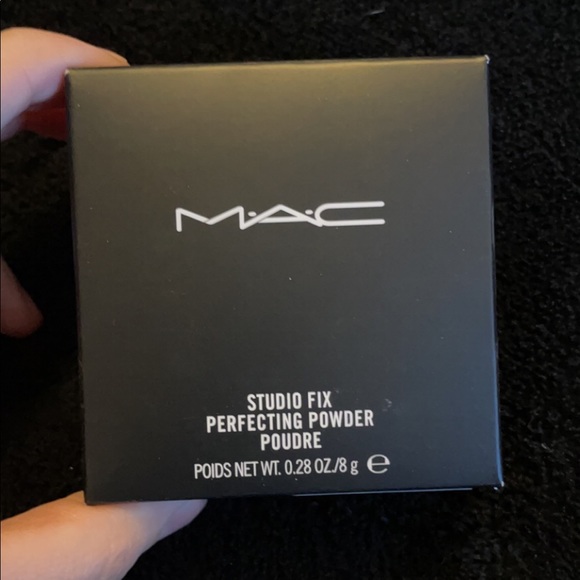 M·A·C
STUDIO FIX
PERFECTING POWDER
POUDRE
POIDS NET WT. 0.28 OZ./8 g ℮